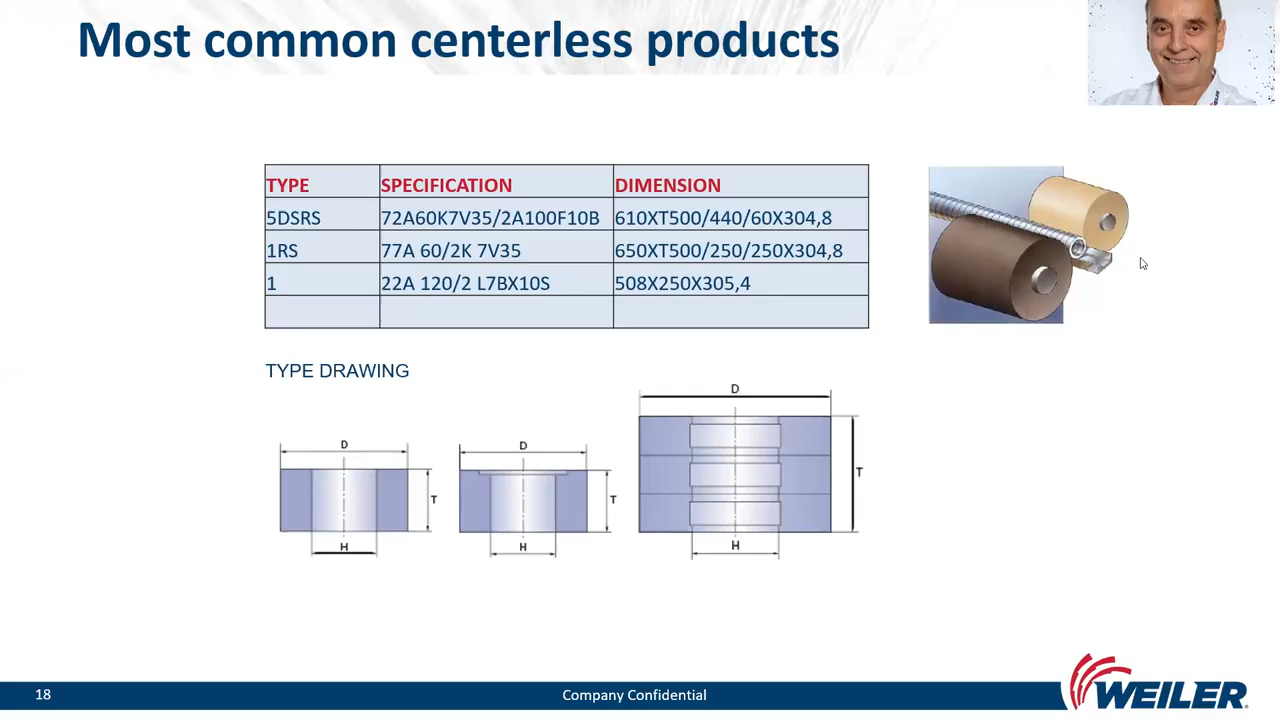 Most common centerless products
TYPE SPECIFICATION DIMENSION
5DSRS 72A60K7V35/2A100F10B 610XT500/440/60X304,8
1RS 77A 60/2K 7V35 650XT500/250/250X304,8
1 22A 120/2 L7BX10S 508X250X305,4
TYPE DRAWING
D
T
H
D
T
H
D
T
H
18 Company Confidential
WEILER